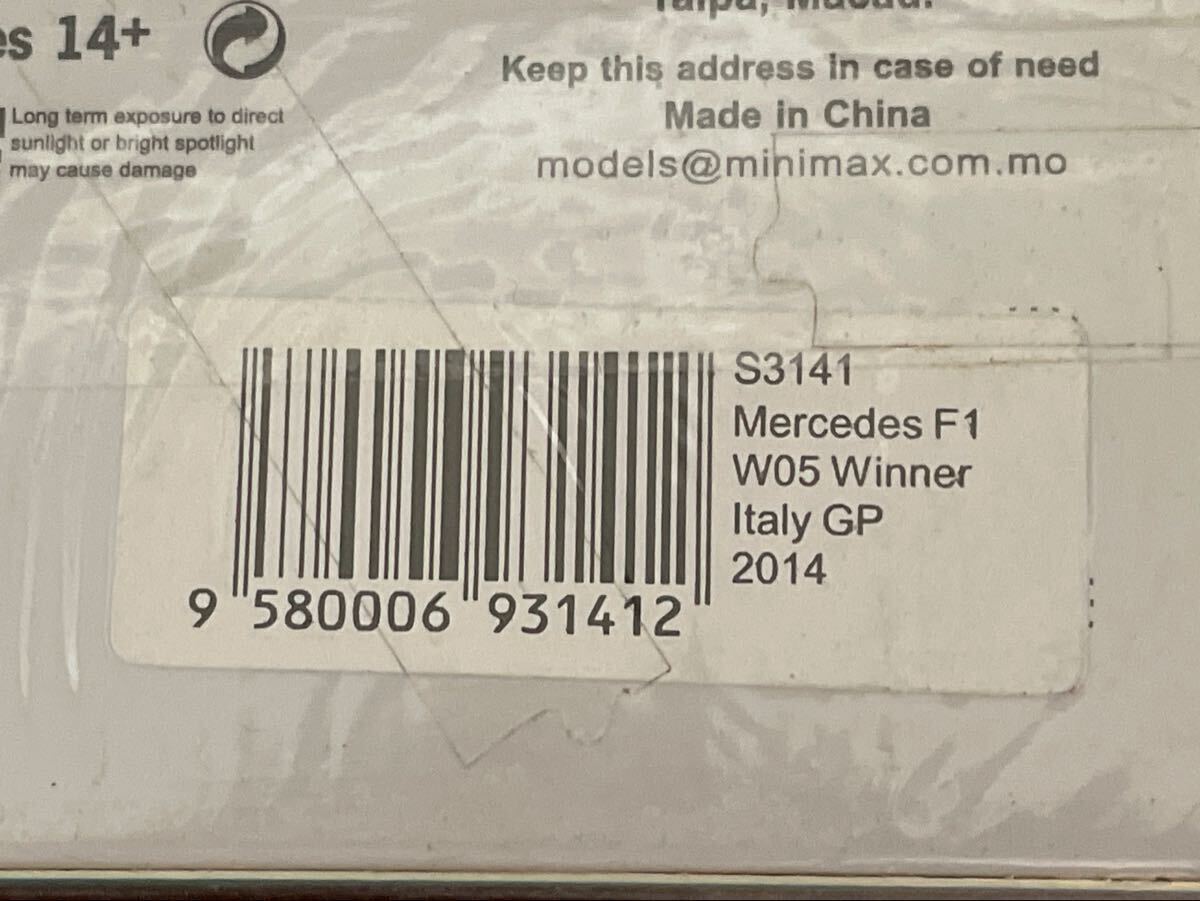 14+
Taipa, Macau.
Keep this address in case of need
Made in China
models@minimax.com.mo
Long term exposure to direct
sunlight or bright spotlight
may cause damage
S3141
Mercedes F1
W05 Winner
Italy GP
2014
9 580006 931412